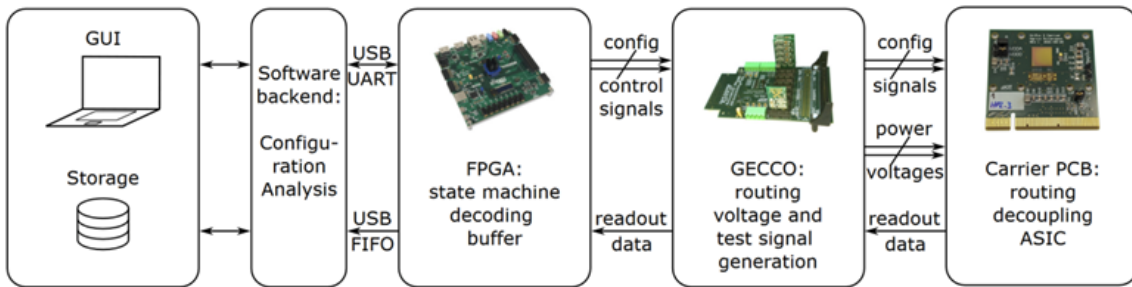 GUI
Storage
Software
backend:
Configu-
ration
Analysis
USB
UART
USB
FIFO
FPGA:
state machine
decoding
buffer
config
control
signals
readout
data
GECCO:
routing
voltage and
test signal
generation
config
signals
power
voltages
readout
data
Carrier PCB:
routing
decoupling
ASIC